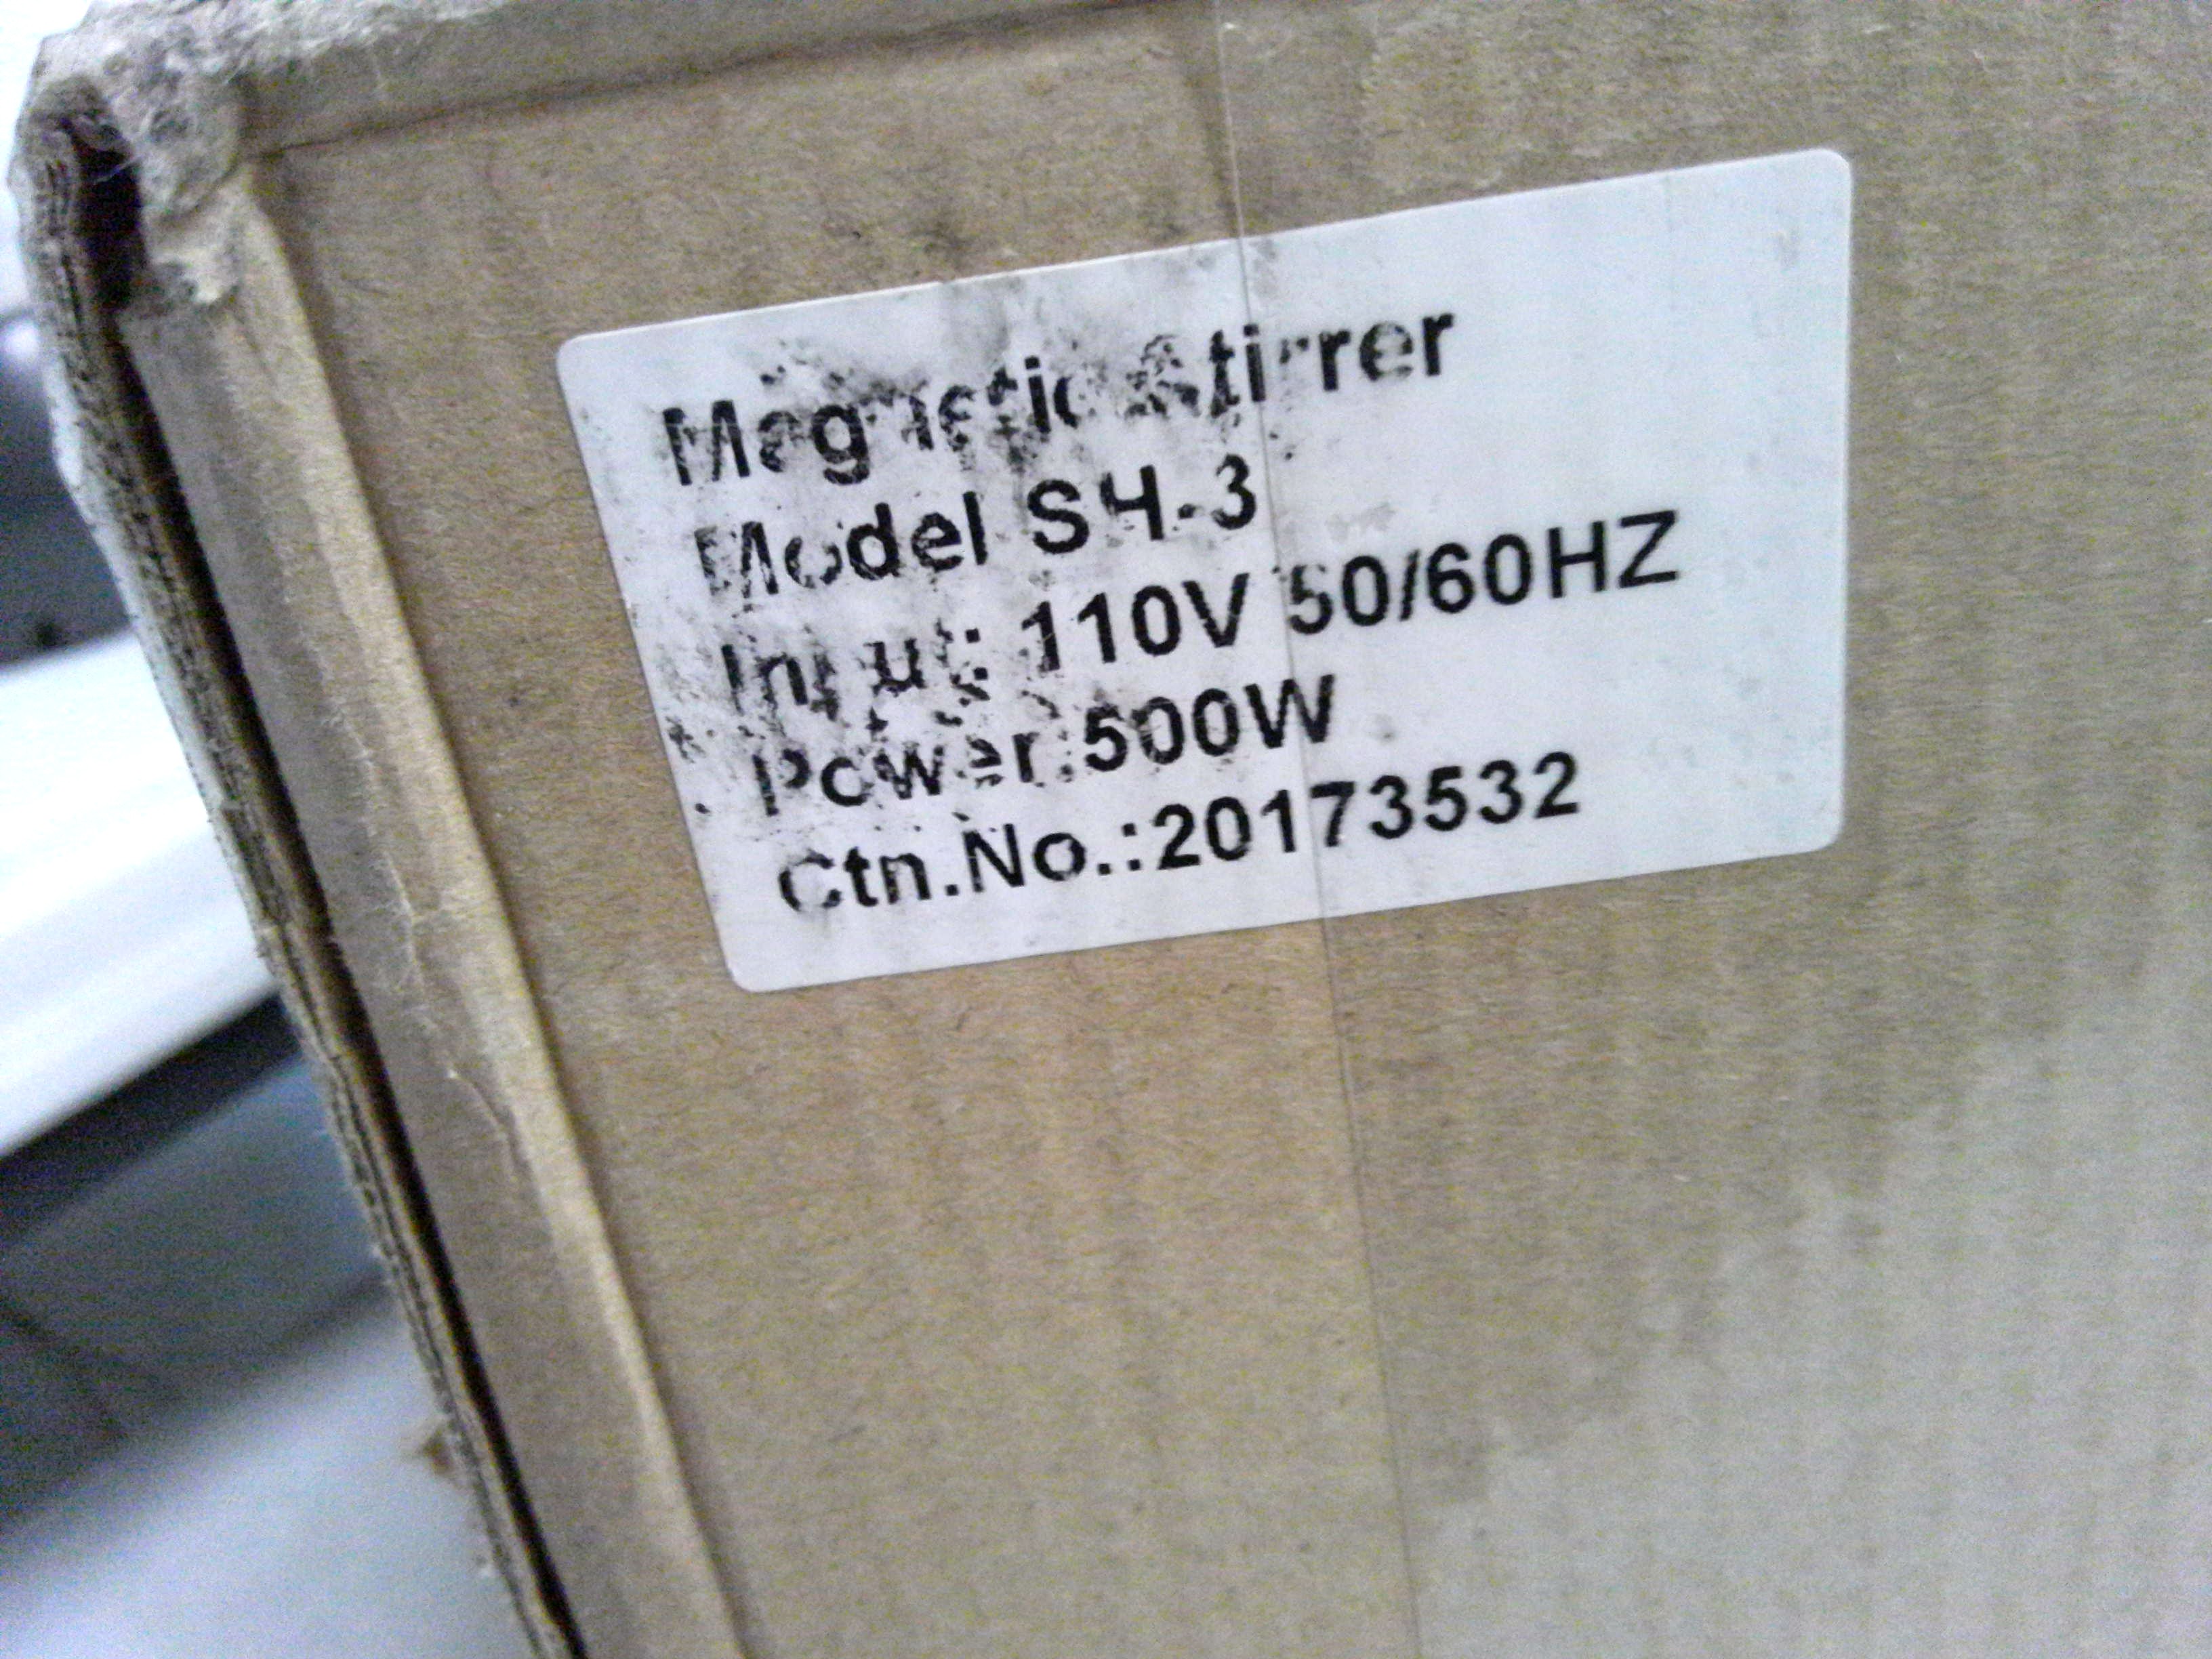 Magnetic Stirrer
Model SH-3
Input: 110V 50/60HZ
Power:500W
Ctn.No.:20173532